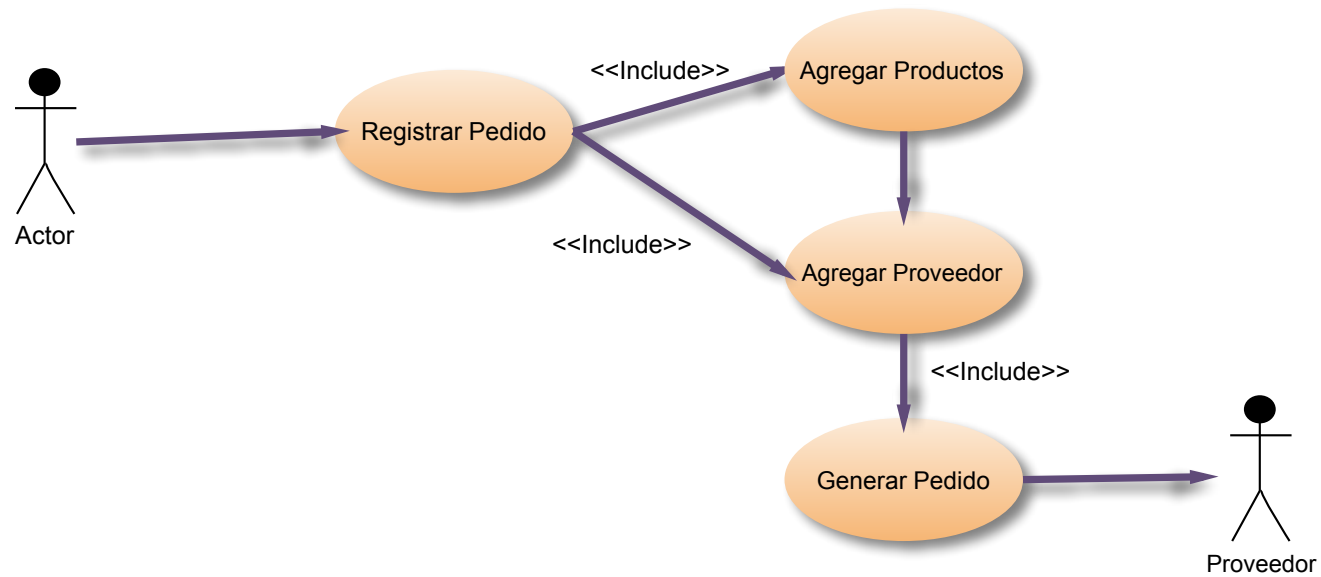 <<Include>>
Agregar Productos
Registrar Pedido
Actor
<<Include>>
Agregar Proveedor
<<Include>>
Generar Pedido
Proveedor